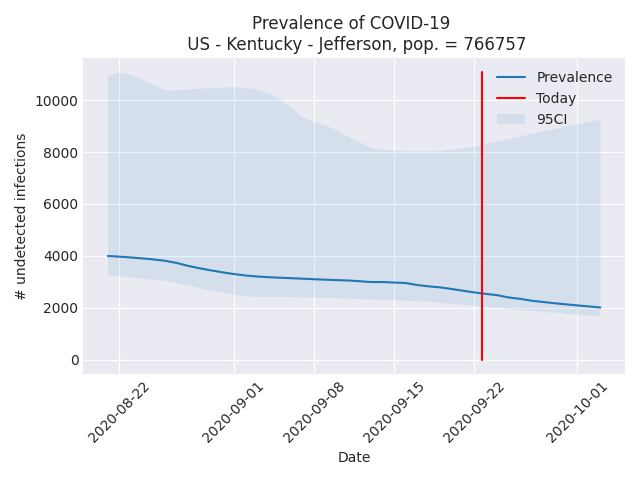 Prevalence of COVID-19
US - Kentucky - Jefferson, pop. = 766757
Prevalence
Today
95CI
10000
8000
6000
4000
2000
0
# undetected infections
2020-08-22
2020-09-01
2020-09-08
2020-09-15
2020-09-22
2020-10-01
Date